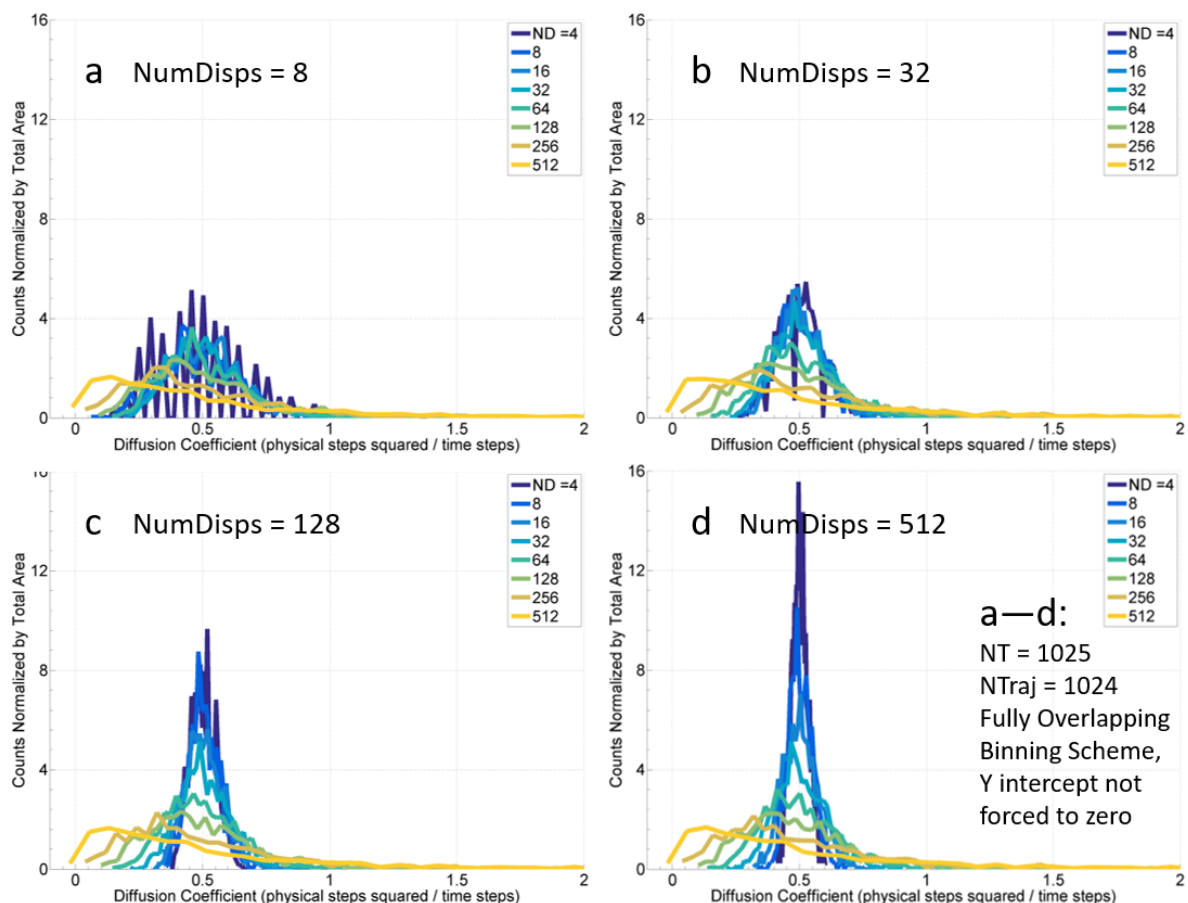 a NumDisps = 8
Counts Normalized by Total Area
16
12
8
4
0
0 0.5 1 1.5 2
Diffusion Coefficient (physical steps squared / time steps)
ND =4
8
16
32
64
128
256
512
b NumDisps = 32
Counts Normalized by Total Area
16
12
8
4
0
0 0.5 1 1.5 2
Diffusion Coefficient (physical steps squared / time steps)
ND =4
8
16
32
64
128
256
512
c NumDisps = 128
Counts Normalized by Total Area
16
12
8
4
0
0 0.5 1 1.5 2
Diffusion Coefficient (physical steps squared / time steps)
ND =4
8
16
32
64
128
256
512
d NumDisps = 512
Counts Normalized by Total Area
16
12
8
4
0
0 0.5 1 1.5 2
Diffusion Coefficient (physical steps squared / time steps)
ND =4
8
16
32
64
128
256
512
a—d:
NT = 1025
NTraj = 1024
Fully Overlapping
Binning Scheme,
Y intercept not
forced to zero